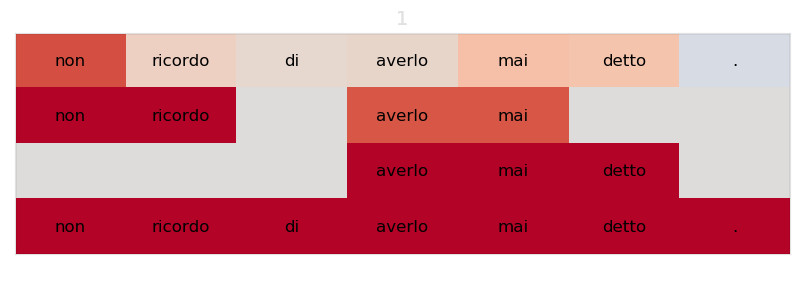 1
non ricordo di averlo mai detto .
non ricordo averlo mai
averlo mai detto
non ricordo di averlo mai detto .